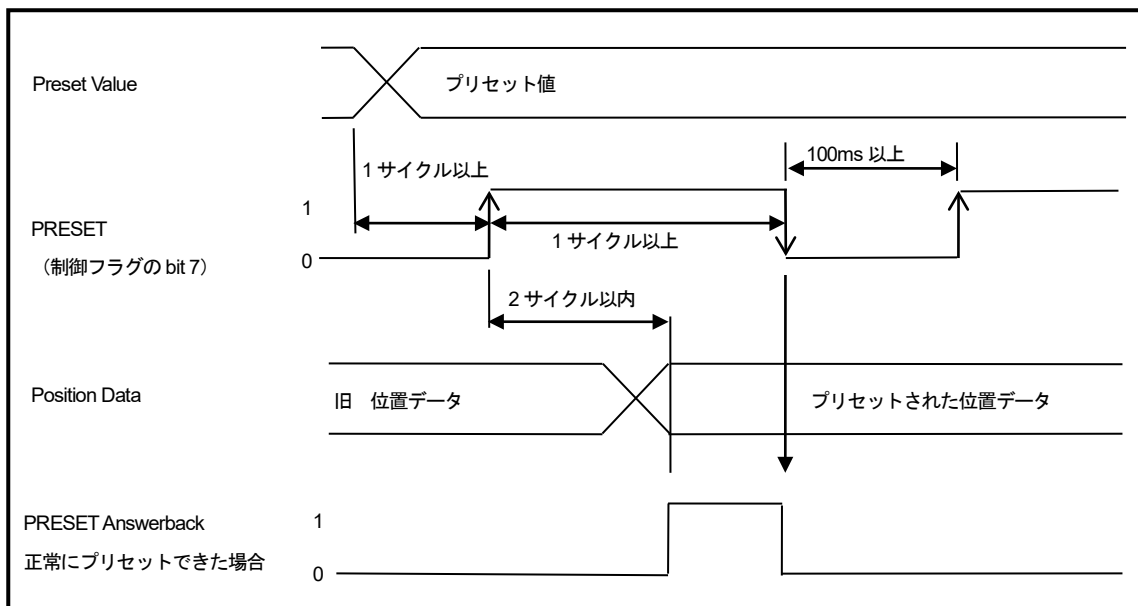 Preset Value
プリセット値
1 サイクル以上
100ms 以上
1
PRESET
1 サイクル以上
（制御フラグの bit 7）
0
2 サイクル以内
Position Data
旧　位置データ
プリセットされた位置データ
PRESET Answerback
1
正常にプリセットできた場合
0